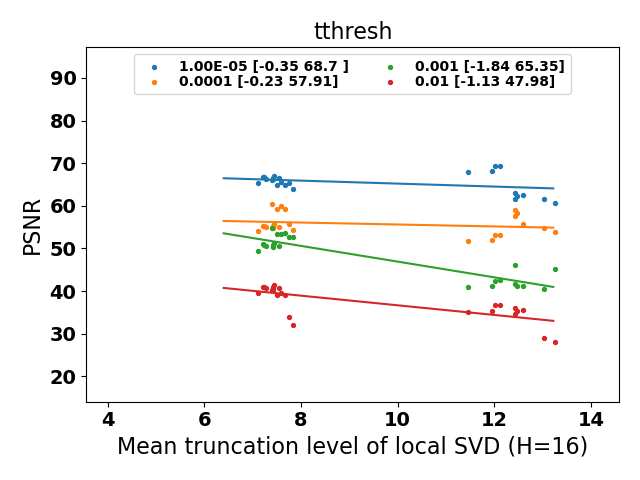 tthresh
1.00E-05 [-0.35 68.7 ]
0.0001 [-0.23 57.91]
0.001 [-1.84 65.35]
0.01 [-1.13 47.98]
PSNR
90
80
70
60
50
40
30
20
4 6 8 10 12 14
Mean truncation level of local SVD (H=16)